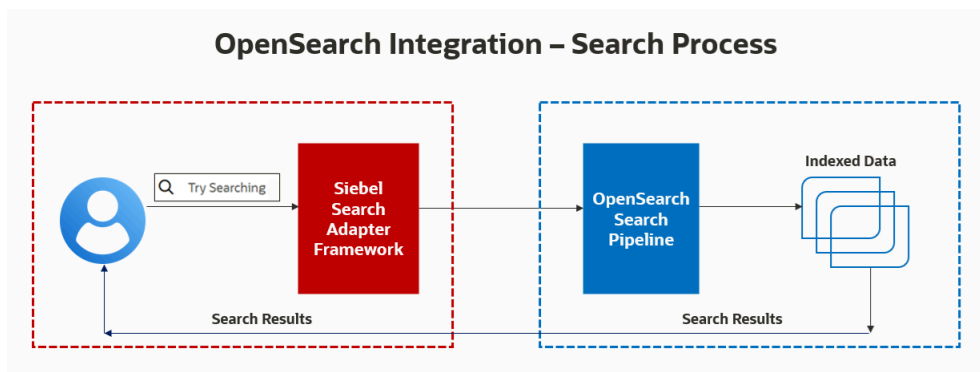 OpenSearch Integration – Search Process
Try Searching
Siebel
Search
Adapter
Framework
OpenSearch
Search
Pipeline
Indexed Data
Search Results
Search Results